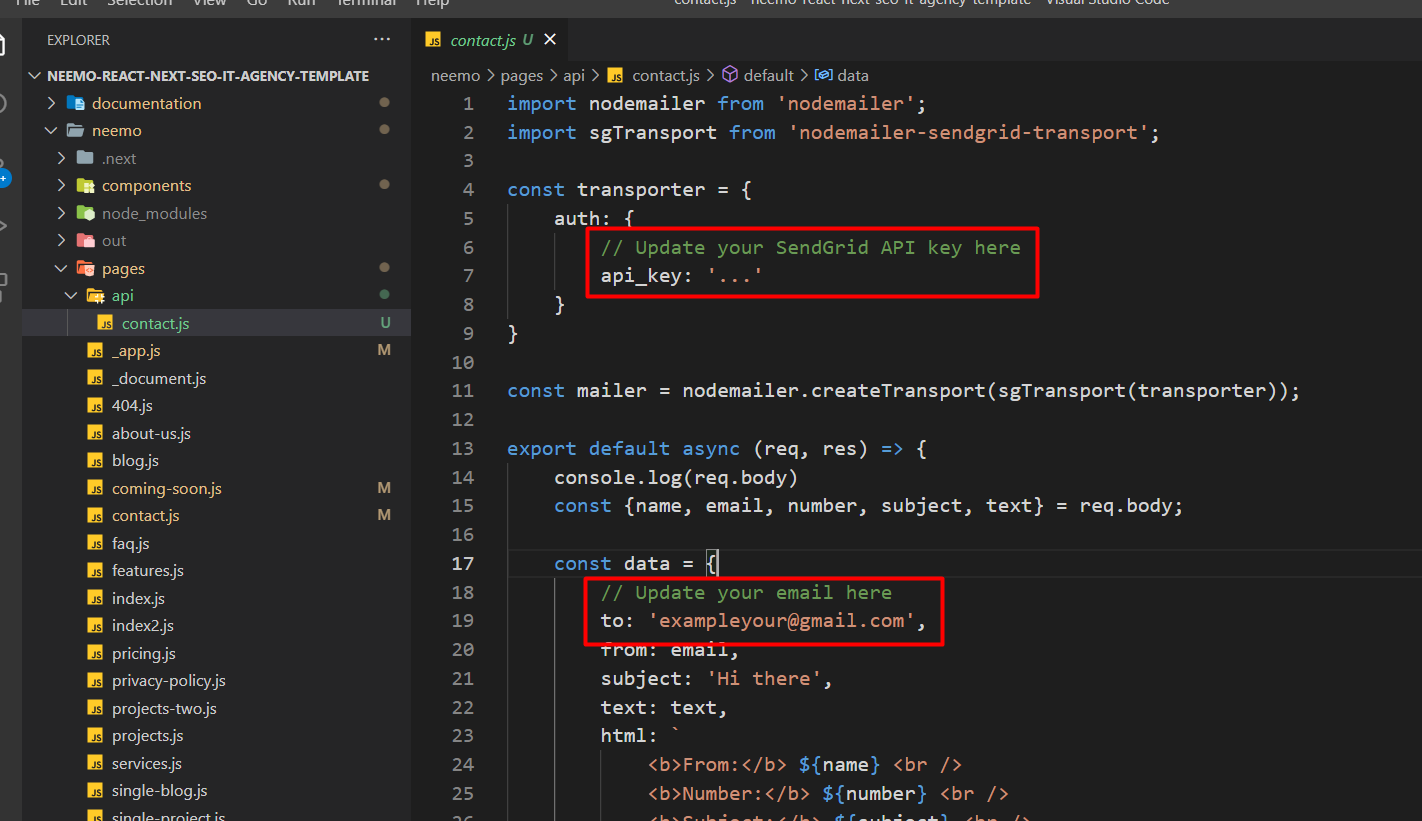 File Edit Selection View Go Run Terminal Help
contact.js - neemo-react-next-seo-it-agency-template - Visual Studio Code
EXPLORER
NEEMO-REACT-NEXT-SEO-IT-AGENCY-TEMPLATE
documentation
neemo
.next
components
node_modules
out
pages
api
contact.js U
_app.js M
_document.js
404.js
about-us.js
blog.js
coming-soon.js M
contact.js M
faq.js
features.js
index.js
index2.js
pricing.js
privacy-policy.js
projects-two.js
projects.js
services.js
single-blog.js
single-project.js
JS contact.js U
neemo > pages > api > JS contact.js > default > data
1 import nodemailer from 'nodemailer';
2 import sgTransport from 'nodemailer-sendgrid-transport';
3
4 const transporter = {
5 auth: {
6 // Update your SendGrid API key here
7 api_key: '...'
8 }
9 }
10
11 const mailer = nodemailer.createTransport(sgTransport(transporter));
12
13 export default async (req, res) => {
14 console.log(req.body)
15 const {name, email, number, subject, text} = req.body;
16
17 const data = {
18 // Update your email here
19 to: 'exampleyour@gmail.com',
20 from: email,
21 subject: 'Hi there',
22 text: text,
23 html: `
24 <b>From:</b> ${name} <br />
25 <b>Number:</b> ${number} <br />
26 <b>Subject:</b> ${subject} <br />